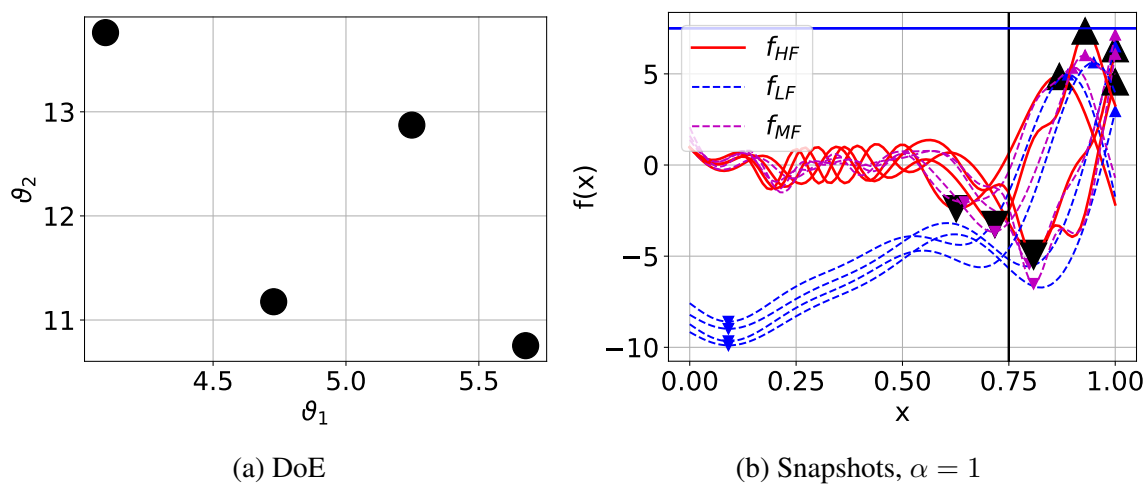 13
12
11
ϑ₂
4.5 5.0 5.5
ϑ₁
(a) DoE
f_HF
f_LF
f_MF
5
0
−5
−10
f(x)
0.00 0.25 0.50 0.75 1.00
x
(b) Snapshots, α = 1